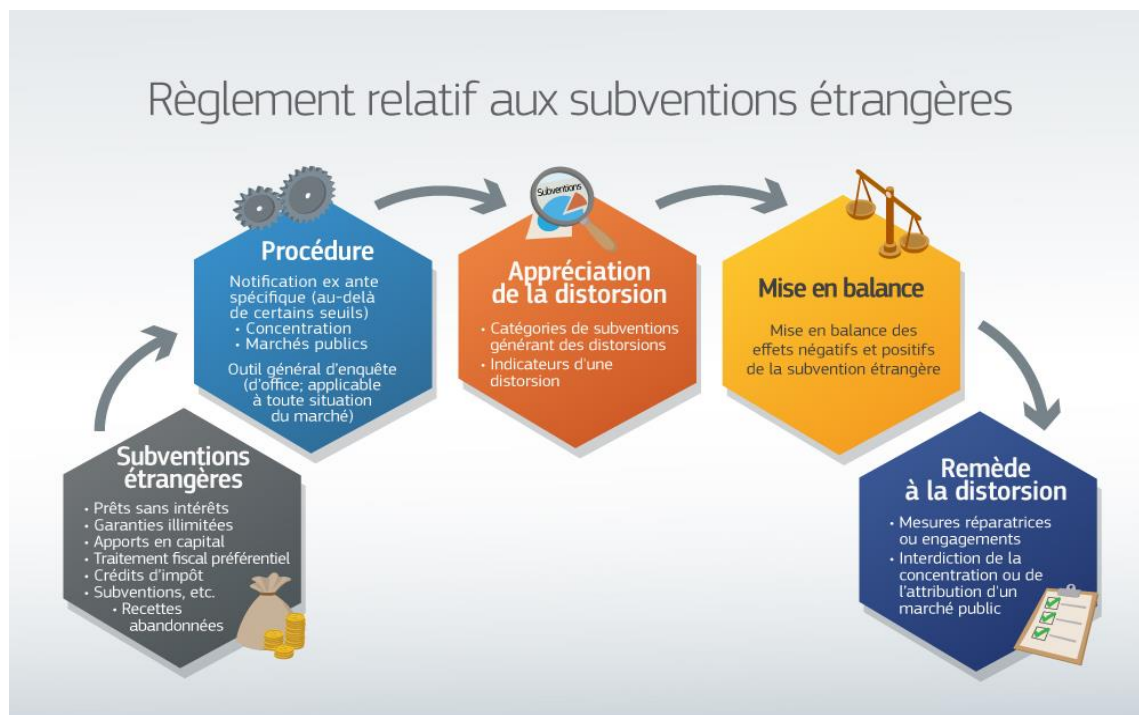 Règlement relatif aux subventions étrangères
Subventions
étrangères
• Prêts sans intérêts
• Garanties illimitées
• Apports en capital
• Traitement fiscal préférentiel
• Crédits d'impôt
• Subventions, etc.
• Recettes
abandonnées
Procédure
Notification ex ante
spécifique (au-delà
de certains seuils)
• Concentration
• Marchés publics
Outil général d'enquête
(d'office; applicable
à toute situation
du marché)
Subventions
Appréciation
de la distorsion
• Catégories de subventions
générant des distorsions
• Indicateurs d'une
distorsion
Mise en balance
Mise en balance des
effets négatifs et positifs
de la subvention étrangère
Remède
à la distorsion
• Mesures réparatrices
ou engagements
• Interdiction de la
concentration ou de
l'attribution d'un
marché public